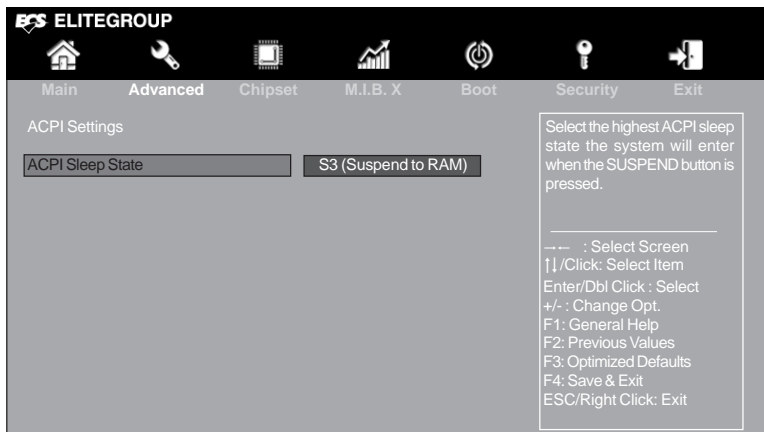 ECS ELITEGROUP
Main Advanced Chipset M.I.B. X Boot Security Exit
ACPI Settings
ACPI Sleep State S3 (Suspend to RAM)
Select the highest ACPI sleep
state the system will enter
when the SUSPEND button is
pressed.
→← : Select Screen
↑↓/Click: Select Item
Enter/Dbl Click : Select
+/- : Change Opt.
F1: General Help
F2: Previous Values
F3: Optimized Defaults
F4: Save & Exit
ESC/Right Click: Exit